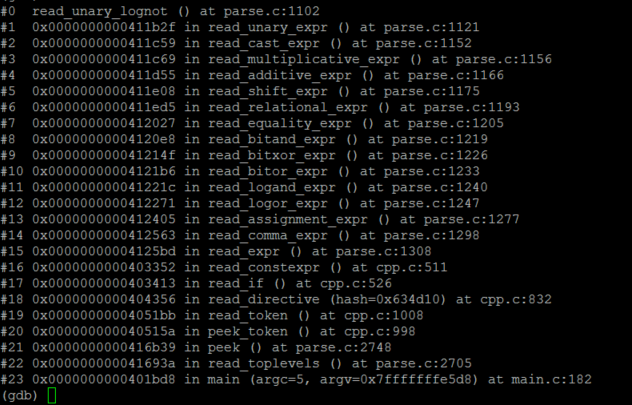 #0  read_unary_lognot () at parse.c:1102
#1  0x0000000000411b2f in read_unary_expr () at parse.c:1121
#2  0x0000000000411c59 in read_cast_expr () at parse.c:1152
#3  0x0000000000411c69 in read_multiplicative_expr () at parse.c:1156
#4  0x0000000000411d55 in read_additive_expr () at parse.c:1166
#5  0x0000000000411e08 in read_shift_expr () at parse.c:1175
#6  0x0000000000411ed5 in read_relational_expr () at parse.c:1193
#7  0x0000000000412027 in read_equality_expr () at parse.c:1205
#8  0x00000000004120e8 in read_bitand_expr () at parse.c:1219
#9  0x000000000041214f in read_bitxor_expr () at parse.c:1226
#10 0x00000000004121b6 in read_bitor_expr () at parse.c:1233
#11 0x000000000041221c in read_logand_expr () at parse.c:1240
#12 0x0000000000412271 in read_logor_expr () at parse.c:1247
#13 0x0000000000412405 in read_assignment_expr () at parse.c:1277
#14 0x0000000000412563 in read_comma_expr () at parse.c:1298
#15 0x00000000004125bd in read_expr () at parse.c:1308
#16 0x0000000000403352 in read_constexpr () at cpp.c:511
#17 0x0000000000403413 in read_if () at cpp.c:526
#18 0x0000000000404356 in read_directive (hash=0x634d10) at cpp.c:832
#19 0x00000000004051bb in read_token () at cpp.c:1008
#20 0x000000000040515a in peek_token () at cpp.c:998
#21 0x0000000000416b39 in peek () at parse.c:2748
#22 0x000000000041693a in read_toplevels () at parse.c:2705
#23 0x0000000000401bd8 in main (argc=5, argv=0x7fffffffe5d8) at main.c:182
(gdb)